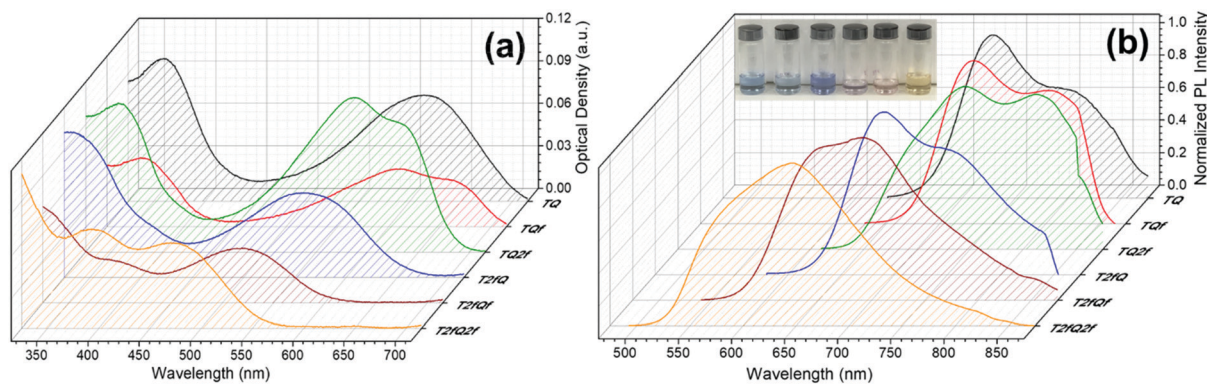 (a)
0.12
0.09
0.06
0.03
0.00
Optical Density (a.u.)
TQ
TQf
TQ2f
T2fQ
T2fQf
T2fQ2f
350 400 450 500 550 600 650 700
Wavelength (nm)
(b)
1.0
0.8
0.6
0.4
0.2
0.0
Normalized PL Intensity
TQ
TQf
TQ2f
T2fQ
T2fQf
T2fQ2f
500 550 600 650 700 750 800 850
Wavelength (nm)